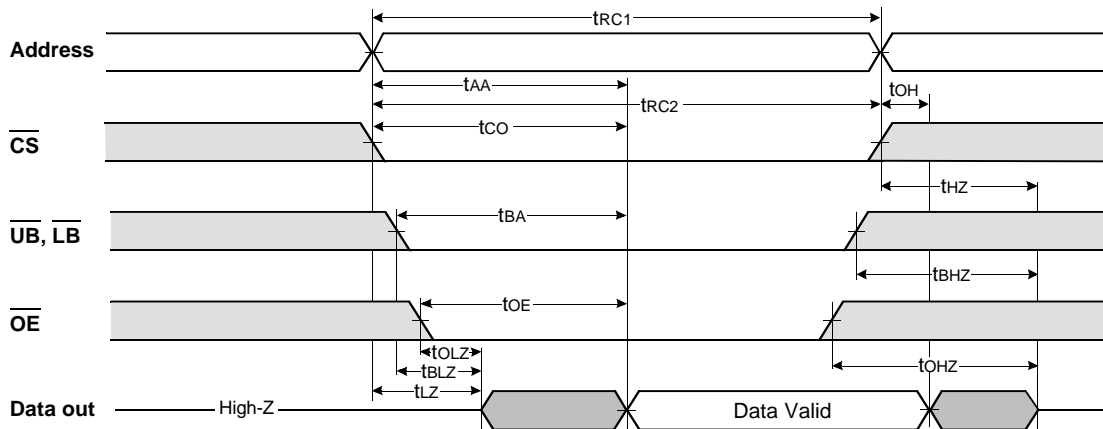 tRC1
Address
tAA
tOH
tRC2
tCO
CS
tHZ
tBA
UB, LB
tBHZ
tOE
OE
tOLZ
tBLZ
tOHZ
tLZ
Data out
High-Z
Data Valid